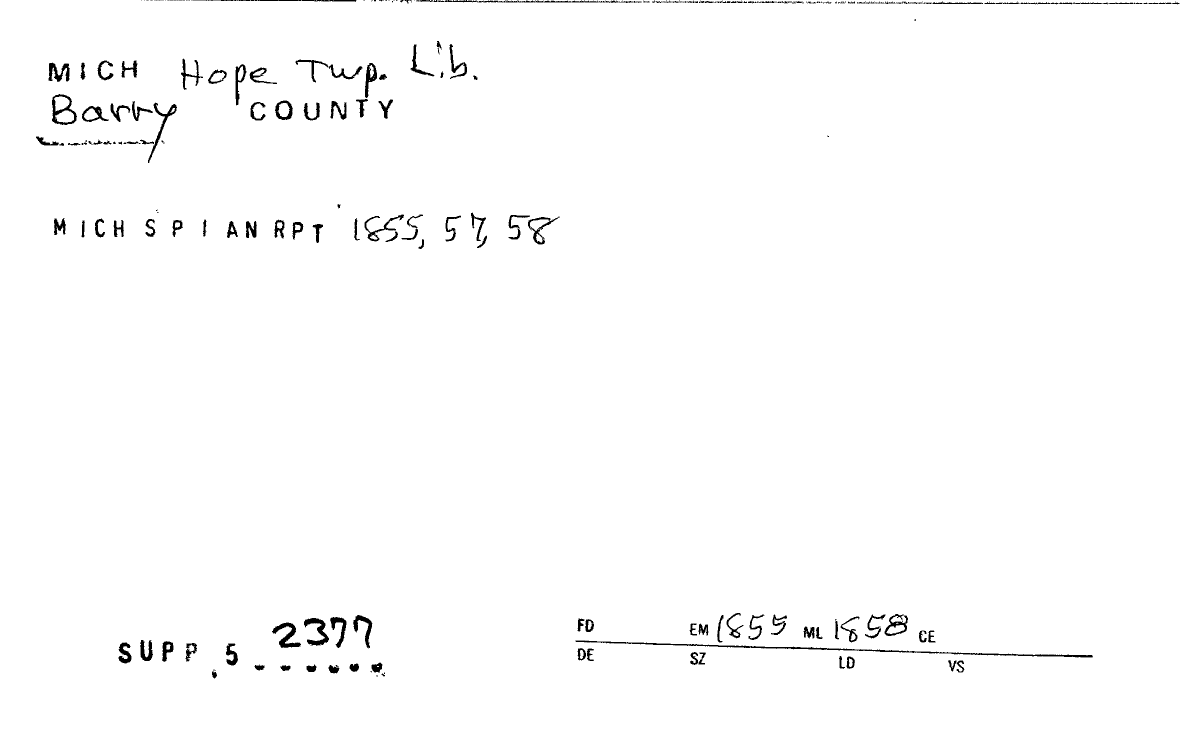 MICH Hope Twp. Lib.
Barry COUNTY
MICH S P I AN RPT 1855, 57, 58
SUPP. 5 2377
FD EM 1855 ML 1858 CE
DE SZ LD VS